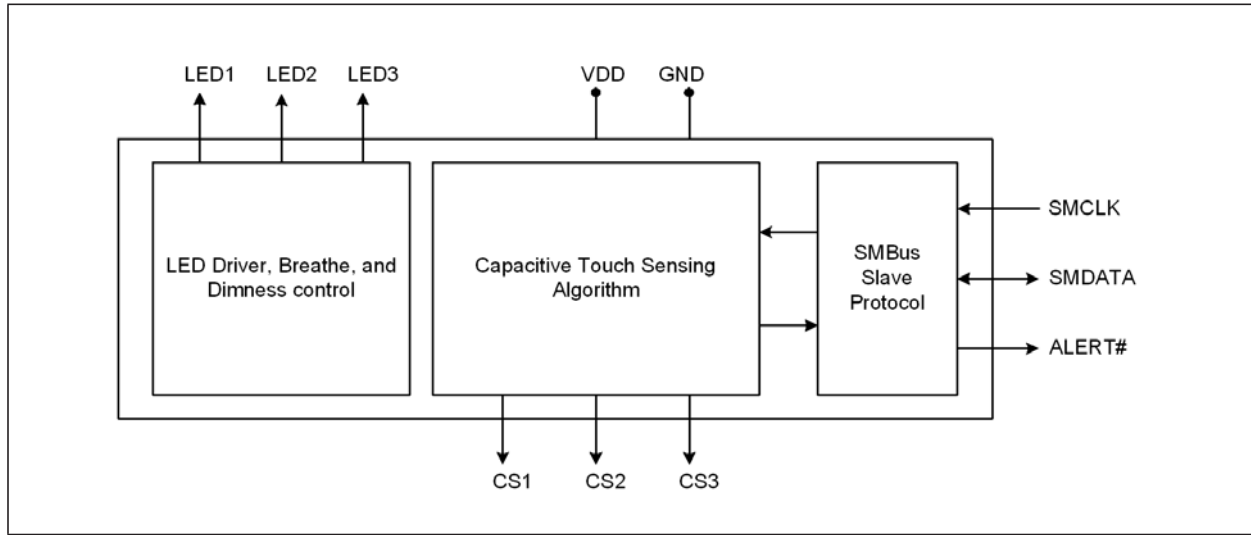 LED1 LED2 LED3 VDD GND
LED Driver, Breathe, and
Dimness control
Capacitive Touch Sensing
Algorithm
SMBus
Slave
Protocol
SMCLK
SMDATA
ALERT#
CS1 CS2 CS3